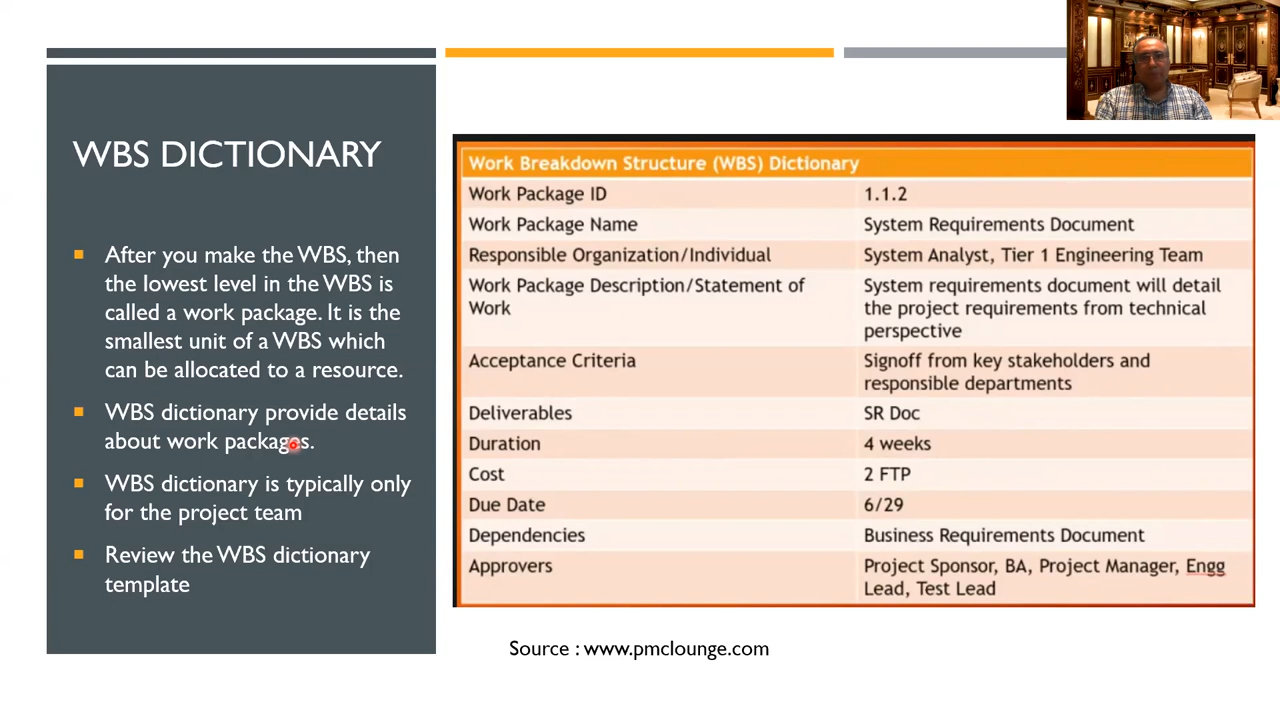 WBS DICTIONARY
After you make the WBS, then
the lowest level in the WBS is
called a work package. It is the
smallest unit of a WBS which
can be allocated to a resource.
WBS dictionary provide details
about work packages.
WBS dictionary is typically only
for the project team
Review the WBS dictionary
template
Work Breakdown Structure (WBS) Dictionary
Work Package ID 1.1.2
Work Package Name System Requirements Document
Responsible Organization/Individual System Analyst, Tier 1 Engineering Team
Work Package Description/Statement of
Work
System requirements document will detail
the project requirements from technical
perspective
Acceptance Criteria Signoff from key stakeholders and
responsible departments
Deliverables SR Doc
Duration 4 weeks
Cost 2 FTP
Due Date 6/29
Dependencies Business Requirements Document
Approvers Project Sponsor, BA, Project Manager, Engg
Lead, Test Lead
Source : www.pmclounge.com